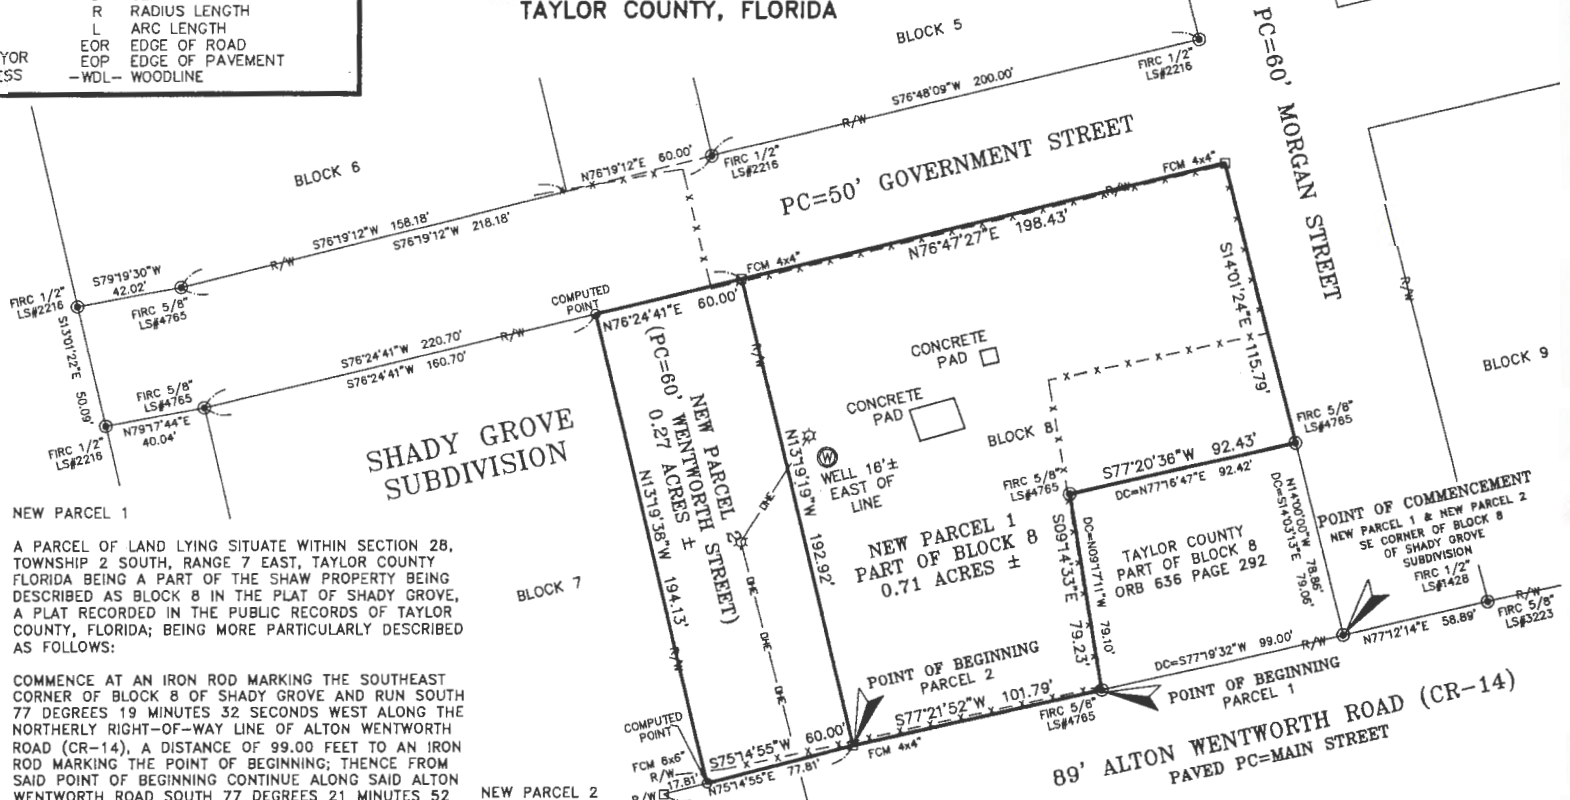 R RADIUS LENGTH
L ARC LENGTH
EOR EDGE OF ROAD
EOP EDGE OF PAVEMENT
-WDL- WOODLINE
TAYLOR COUNTY, FLORIDA
BLOCK 5
FIRC 1/2"
LS#2216
S76°48'09"W 200.00'
R/W
PC=60' MORGAN STREET
BLOCK 6
N76°19'12"E 60.00'
FIRC 1/2"
LS#2216
PC=50' GOVERNMENT STREET
FCM 4x4"
R/W
S76°19'12"W 158.18'
S76°19'12"W 218.18'
R/W
S79°19'30"W
42.02'
FIRC 1/2"
LS#2216
FIRC 5/8"
LS#4765
S13°01'22"E 50.09'
COMPUTED
POINT
FCM 4x4"
N76°47'27"E 198.43'
N76°24'41"E 60.00'
S14°01'24"E 115.79'
R/W
S76°24'41"W 220.70'
S76°24'41"W 160.70'
R/W
FIRC 5/8"
LS#4765
N79°17'44"E
40.04'
FIRC 1/2"
LS#2216
SHADY GROVE
SUBDIVISION
R/W
CONCRETE
PAD
CONCRETE
PAD
BLOCK 9
BLOCK 8
FIRC 5/8"
LS#4765
W
WELL 16'±
EAST OF
LINE
NEW PARCEL 2
(PC=60' WENTWORTH STREET)
0.27 ACRES ±
N13°19'38"W 194.13'
R/W
N13°19'19"W 192.92'
OHE
OHE
OHE
OHE
FIRC 5/8"
LS#4765
S77°20'36"W 92.43'
DC=N77°16'47"E 92.42'
NEW PARCEL 1
PART OF BLOCK 8
0.71 ACRES ±
S09°14'33"E 79.23'
DC=N09°17'11"W 79.10'
TAYLOR COUNTY
PART OF BLOCK 8
ORB 636 PAGE 292
N14°00'00"W 78.86'
DC=S14°03'13"E 79.06'
POINT OF COMMENCEMENT
NEW PARCEL 1 & NEW PARCEL 2
SE CORNER OF BLOCK 8
OF SHADY GROVE
SUBDIVISION
FIRC 1/2"
LS#1428
BLOCK 7
NEW PARCEL 1
A PARCEL OF LAND LYING SITUATE WITHIN SECTION 28,
TOWNSHIP 2 SOUTH, RANGE 7 EAST, TAYLOR COUNTY
FLORIDA BEING A PART OF THE SHAW PROPERTY BEING
DESCRIBED AS BLOCK 8 IN THE PLAT OF SHADY GROVE,
A PLAT RECORDED IN THE PUBLIC RECORDS OF TAYLOR
COUNTY, FLORIDA; BEING MORE PARTICULARLY DESCRIBED
AS FOLLOWS:
COMMENCE AT AN IRON ROD MARKING THE SOUTHEAST
CORNER OF BLOCK 8 OF SHADY GROVE AND RUN SOUTH
77 DEGREES 19 MINUTES 32 SECONDS WEST ALONG THE
NORTHERLY RIGHT-OF-WAY LINE OF ALTON WENTWORTH
ROAD (CR-14), A DISTANCE OF 99.00 FEET TO AN IRON
ROD MARKING THE POINT OF BEGINNING; THENCE FROM
SAID POINT OF BEGINNING CONTINUE ALONG SAID ALTON
WENTWORTH ROAD SOUTH 77 DEGREES 21 MINUTES 52
NEW PARCEL 2
POINT OF BEGINNING
PARCEL 2
S77°21'52"W 101.79'
FIRC 5/8"
LS#4765
DC=S77°19'32"W 99.00'
R/W
N77°12'14"E 58.89'
R/W
FIRC 5/8"
LS#3223
POINT OF BEGINNING
PARCEL 1
COMPUTED
POINT
FCM 6x6"
R/W
17.81'
R/W
S75°14'55"W 60.00'
N75°14'55"E 77.81'
FCM 4x4"
89' ALTON WENTWORTH ROAD (CR-14)
PAVED PC=MAIN STREET